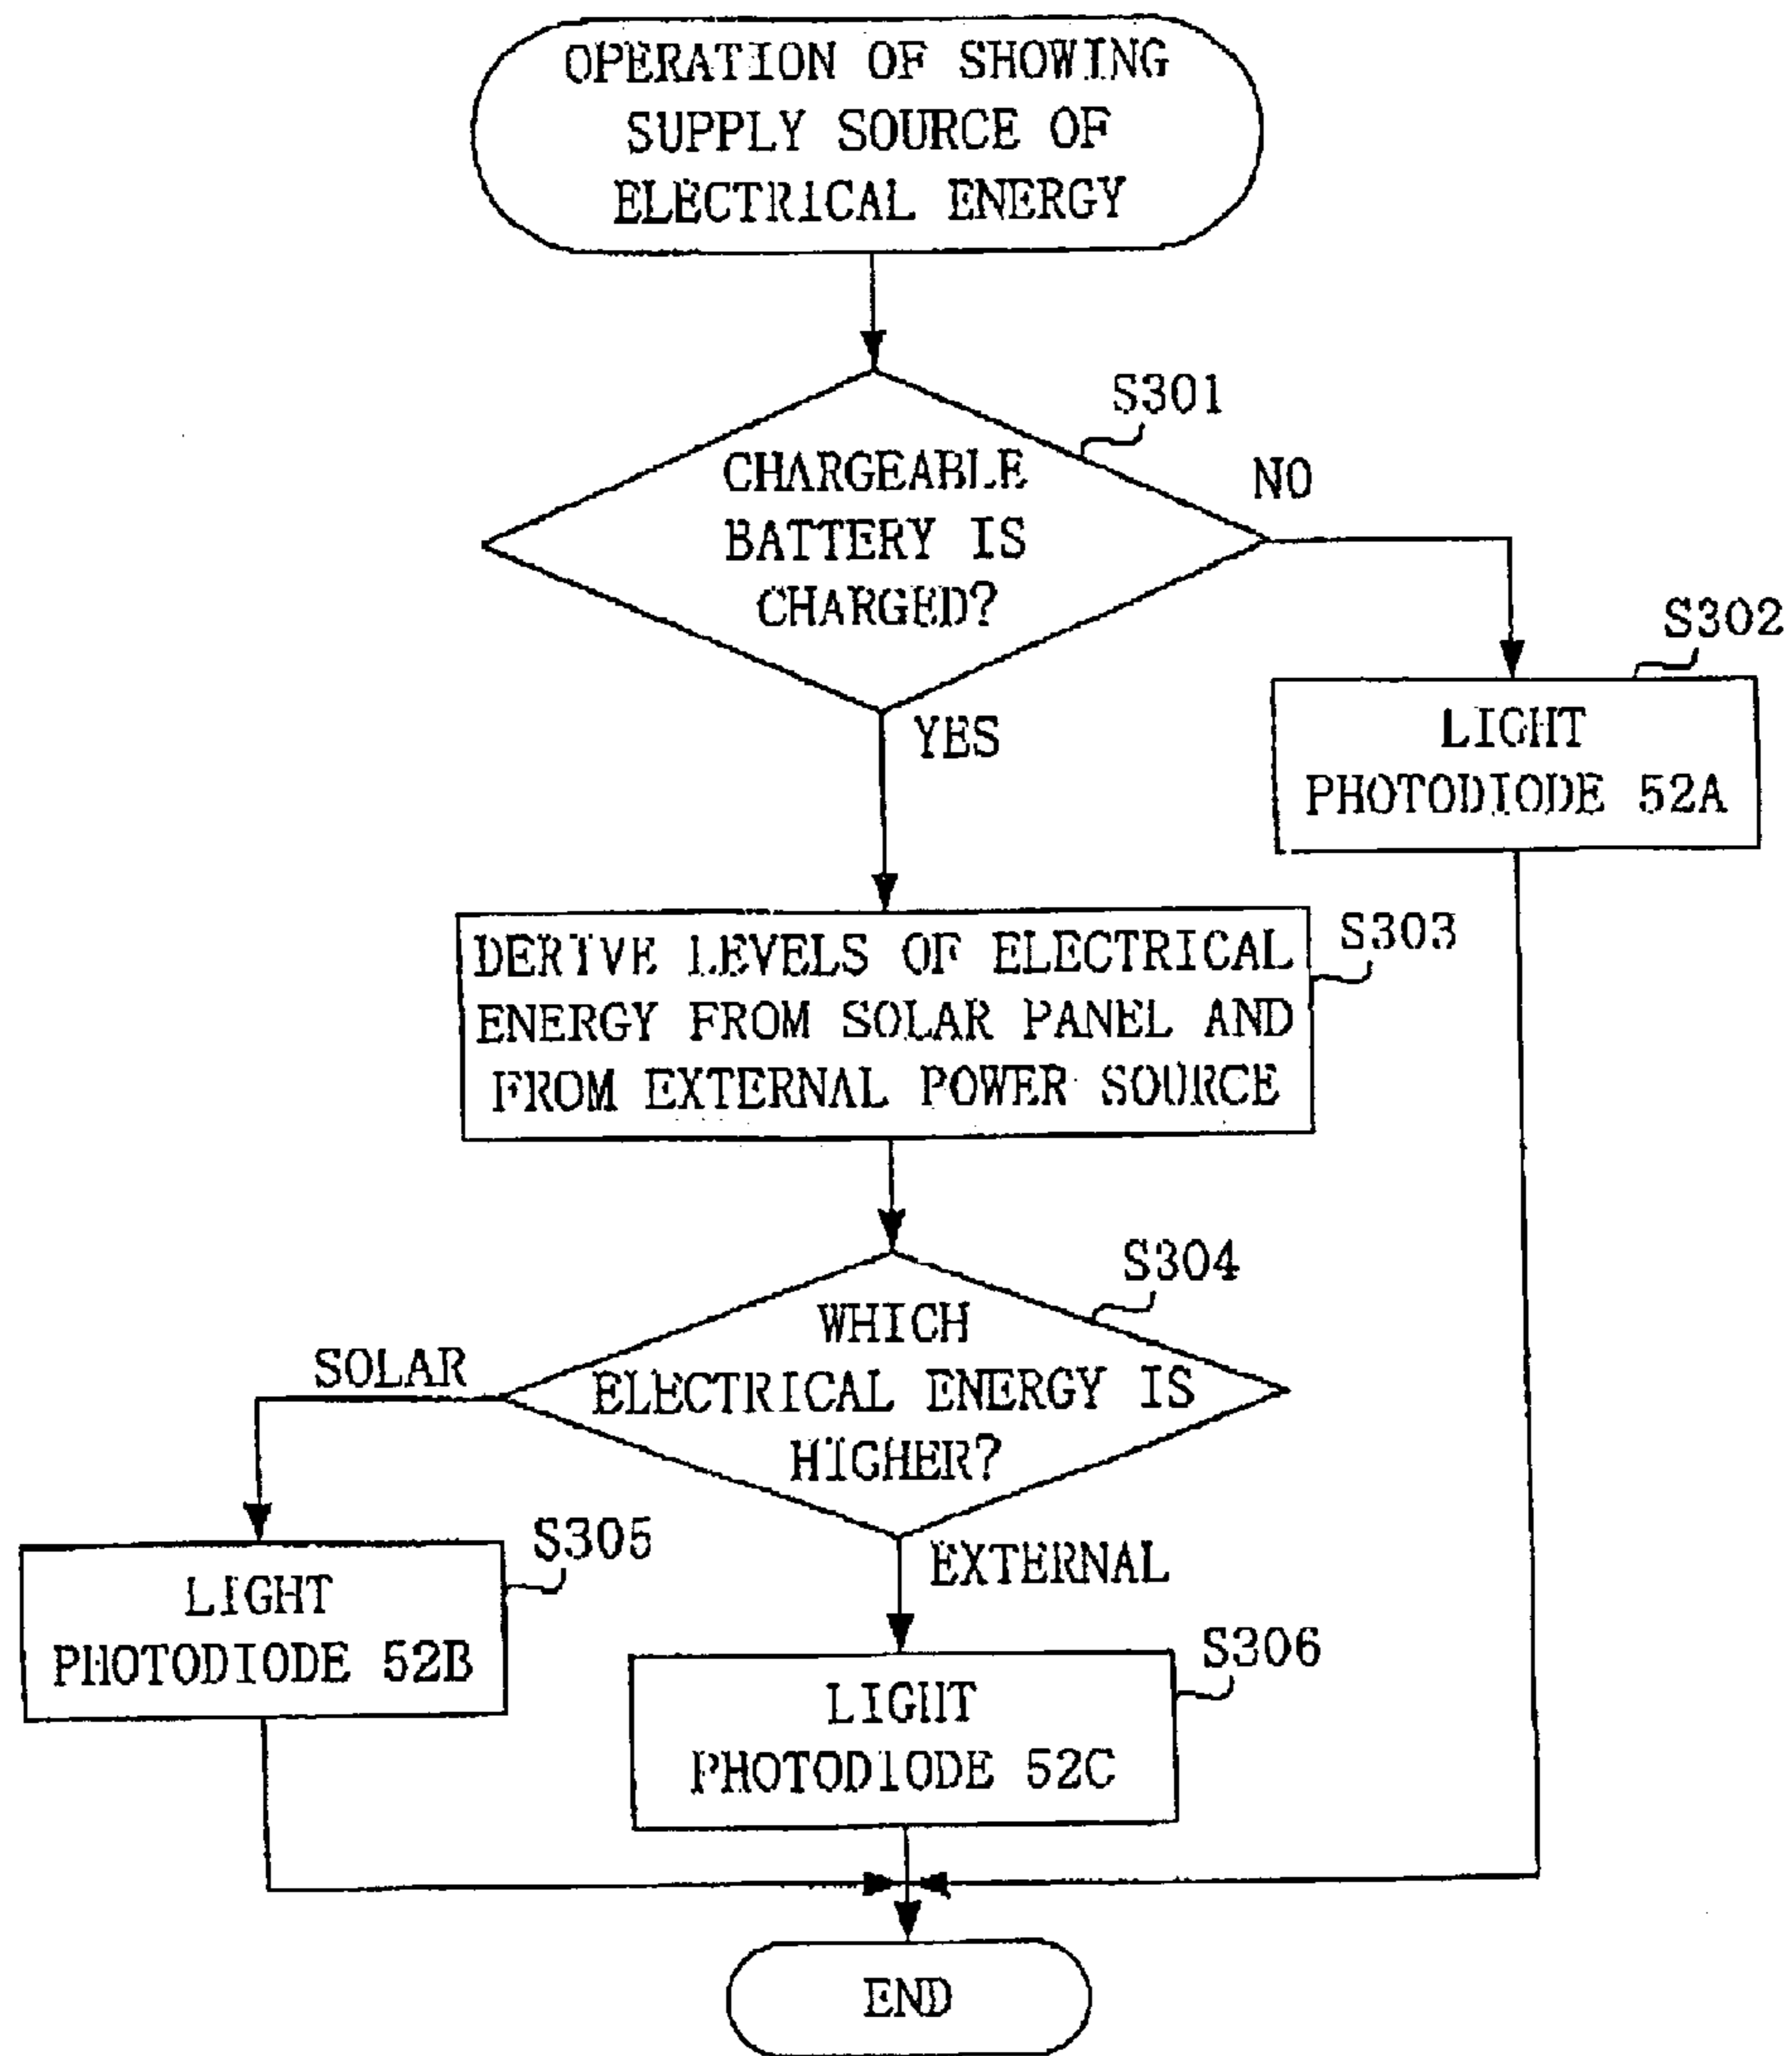 OPERATION OF SHOWING
SUPPLY SOURCE OF
ELECTRICAL ENERGY
S301
CHARGEABLE
BATTERY IS
CHARGED?
NO
YES
S302
LIGHT
PHOTODIODE 52A
S303
DERIVE LEVELS OF ELECTRICAL
ENERGY FROM SOLAR PANEL AND
FROM EXTERNAL POWER SOURCE
S304
WHICH
ELECTRICAL ENERGY IS
HIGHER?
SOLAR
EXTERNAL
S305
LIGHT
PHOTODIODE 52B
S306
LIGHT
PHOTODIODE 52C
END